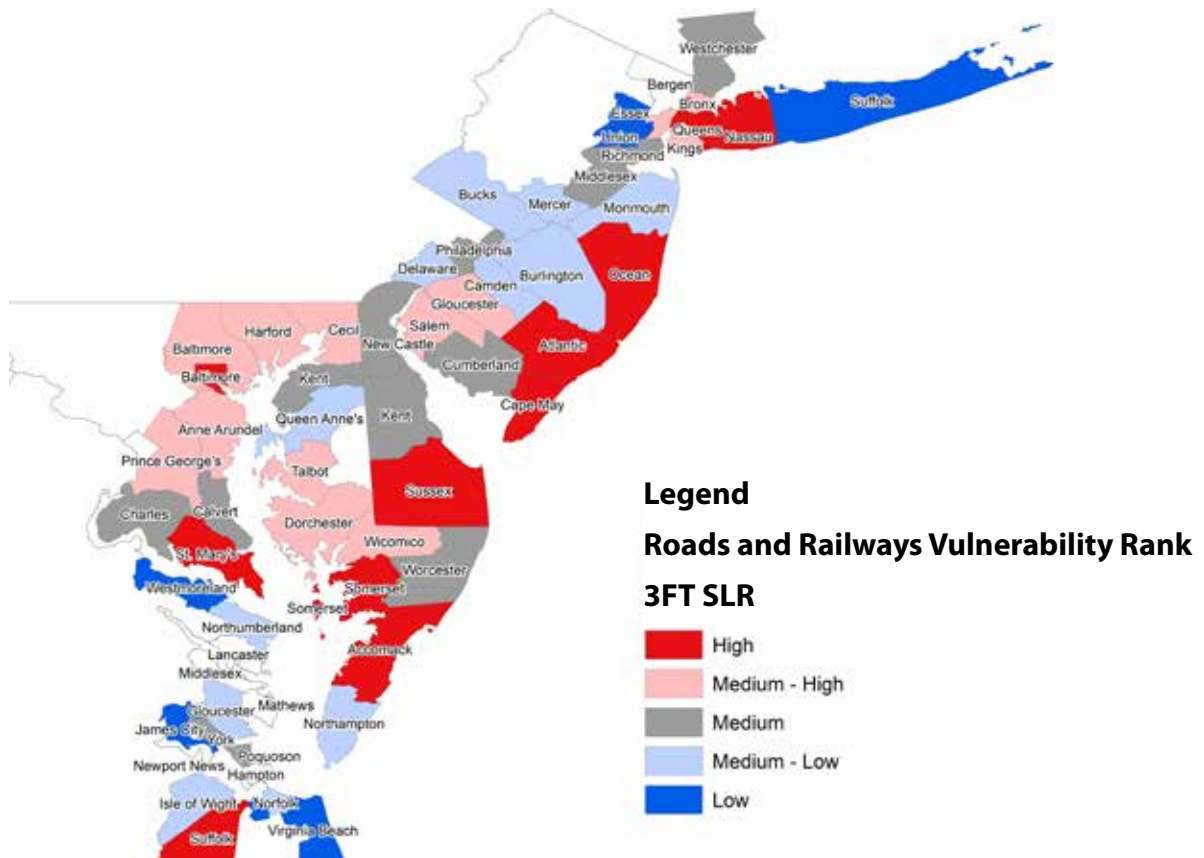 Westchester
Bergen
Bronx
Suffolk
Essex
Queens
Nassau
Union
Kings
Richmond
Middlesex
Bucks
Mercer
Monmouth
Philadelphia
Delaware
Burlington
Ocean
Camden
Gloucester
Harford
Cecil
Salem
New Castle
Atlantic
Baltimore
Cumberland
Baltimore
Kent
Cape May
Queen Anne's
Kent
Anne Arundel
Prince George's
Talbot
Sussex
Charles
Calvert
Dorchester
Wicomico
St. Mary's
Worcester
Westmoreland
Somerset
Somerset
Northumberland
Lancaster
Accomack
Middlesex
Gloucester
Mathews
Northampton
James City
York
Poquoson
Newport News
Hampton
Isle of Wight
Norfolk
Virginia Beach
Suffolk
Legend
Roads and Railways Vulnerability Rank
3FT SLR
High
Medium - High
Medium
Medium - Low
Low